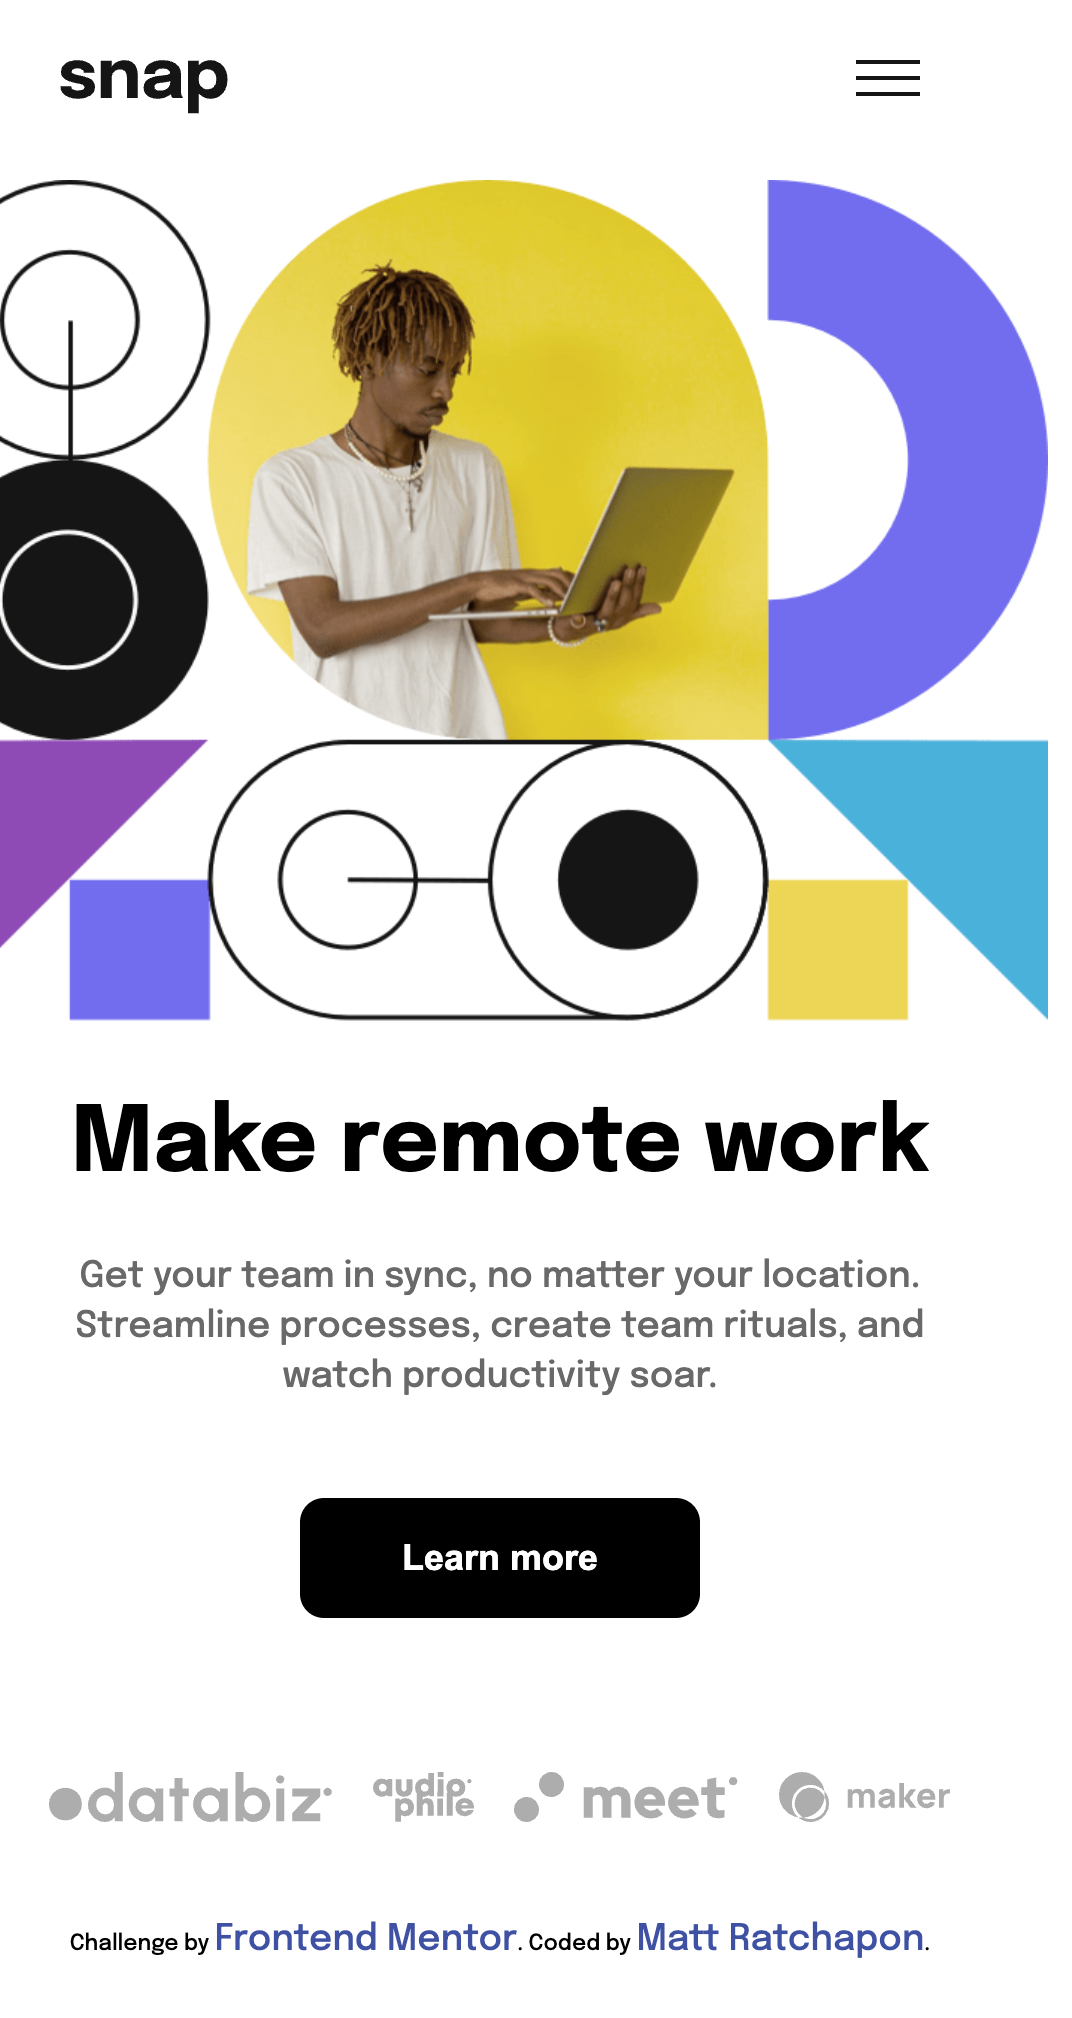 snap
Make remote work
Get your team in sync, no matter your location.
Streamline processes, create team rituals, and
watch productivity soar.
Learn more
databiz audiophile meet maker
Challenge by Frontend Mentor. Coded by Matt Ratchapon.